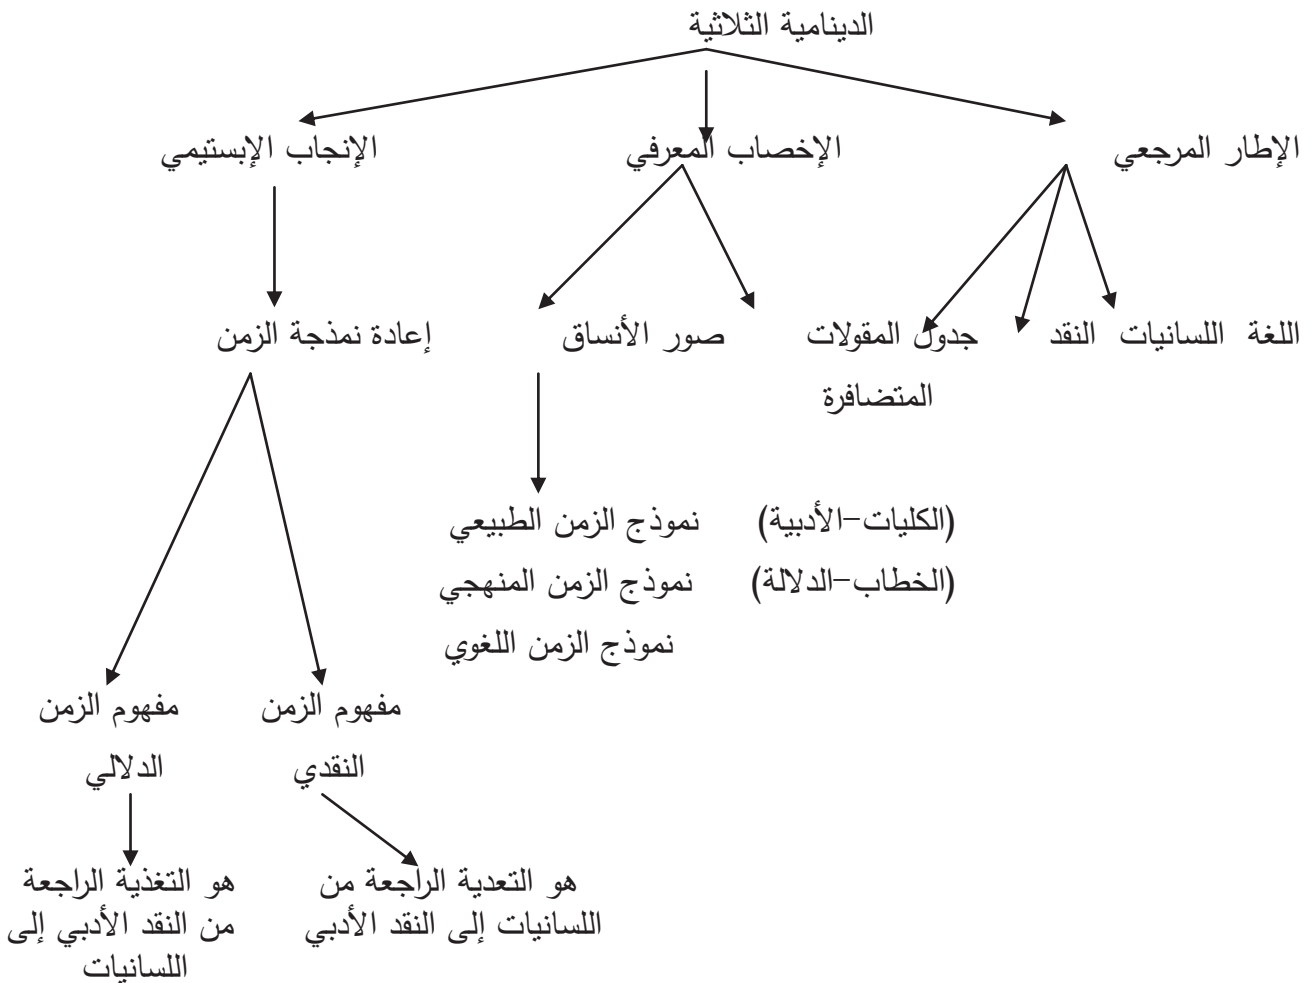 الدينامية الثلاثية
الإطار المرجعي الإخصاب المعرفي الإنجاب الإبستيمي
اللغة اللسانيات النقد جدول المقولات صور الأنساق إعادة نمذجة الزمن
المتضافرة
(الكليات-الأدبية) نموذج الزمن الطبيعي
(الخطاب-الدلالة) نموذج الزمن المنهجي
نموذج الزمن اللغوي
مفهوم الزمن مفهوم الزمن
النقدي الدلالي
هو التعدية الراجعة من هو التغذية الراجعة
اللسانيات إلى النقد الأدبي من النقد الأدبي إلى
اللسانيات